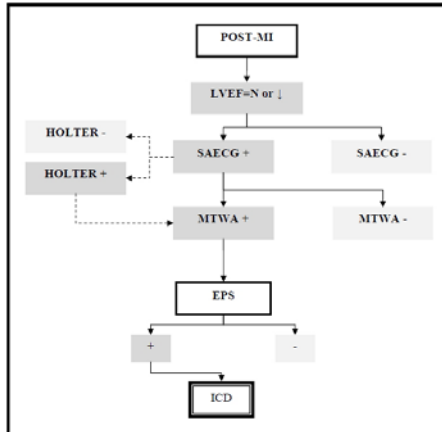 POST-MI
LVEF=N or ↓
HOLTER -
SAECG +
SAECG -
HOLTER +
MTWA +
MTWA -
EPS
+
-
ICD